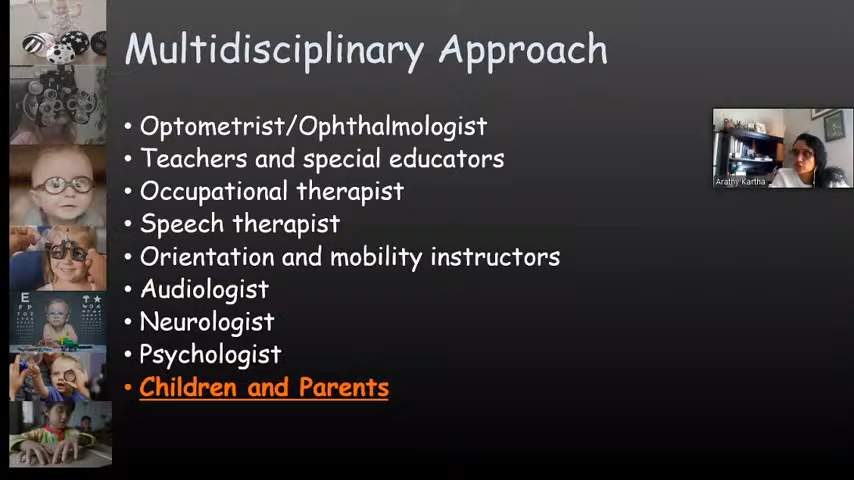 Multidisciplinary Approach
• Optometrist/Ophthalmologist
• Teachers and special educators
• Occupational therapist
• Speech therapist
• Orientation and mobility instructors
• Audiologist
• Neurologist
• Psychologist
• Children and Parents
Arathy Kartha